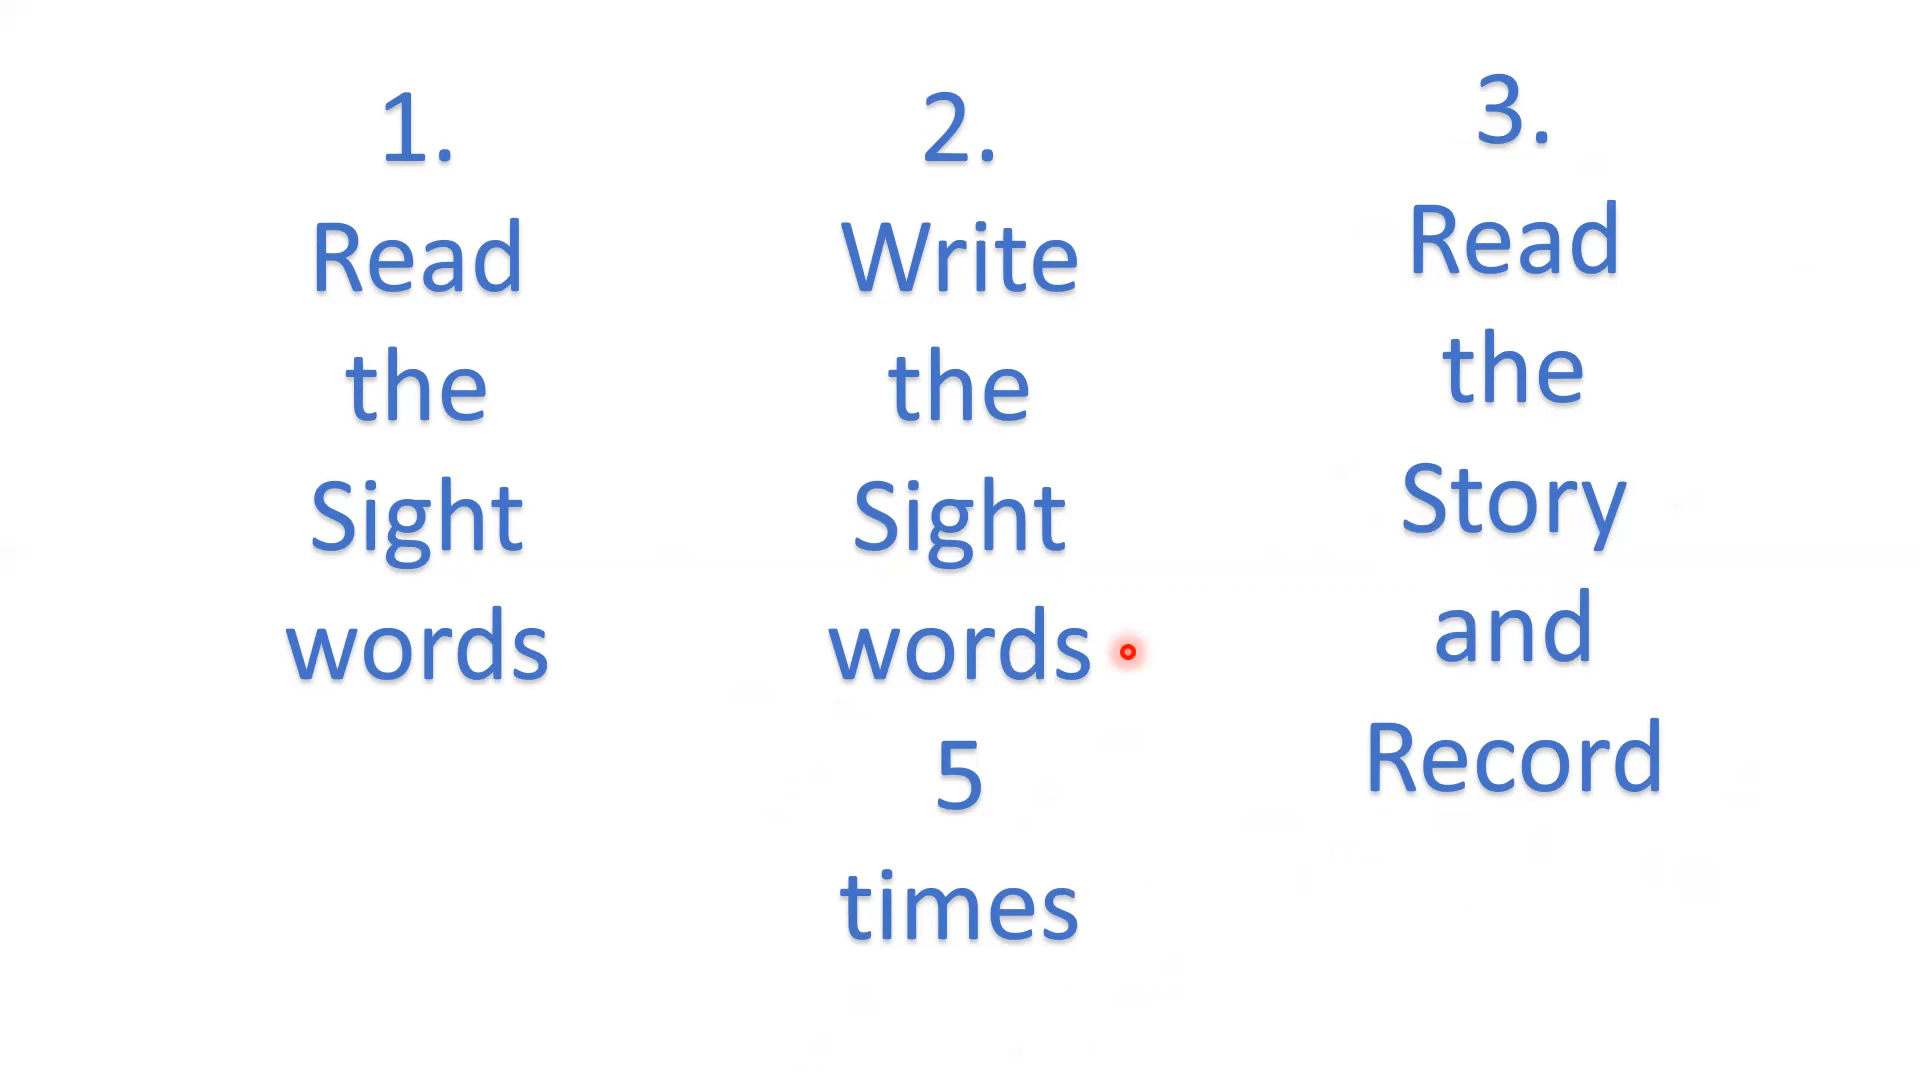 1.
Read
the
Sight
words
2.
Write
the
Sight
words
5
times
3.
Read
the
Story
and
Record